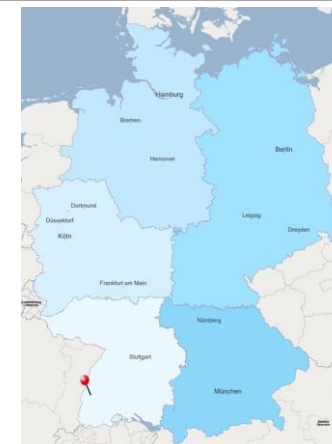 Hamburg
Bremen
Berlin
Hannover
Dortmund
Leipzig
Düsseldorf
Dresden
Köln
Frankfurt am Main
Nürnberg
Stuttgart
München